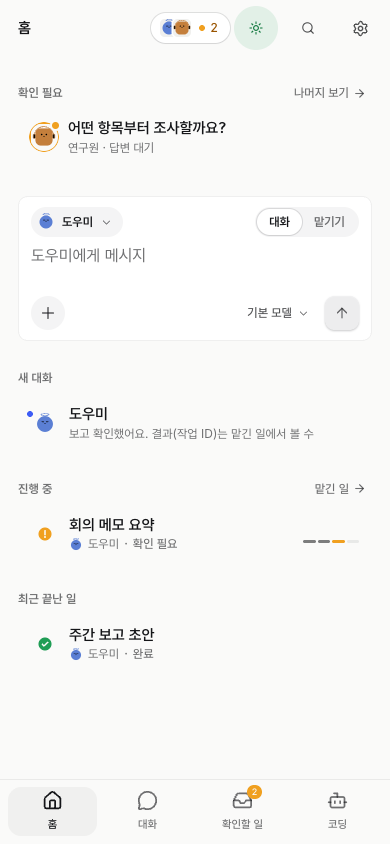 홈
2
확인 필요
나머지 보기
어떤 항목부터 조사할까요?
연구원 · 답변 대기
도우미
대화
맡기기
도우미에게 메시지
기본 모델
새 대화
도우미
보고 확인했어요. 결과(작업 ID)는 맡긴 일에서 볼 수
진행 중
맡긴 일
회의 메모 요약
도우미 · 확인 필요
최근 끝난 일
주간 보고 초안
도우미 · 완료
2
홈
대화
확인할 일
코딩